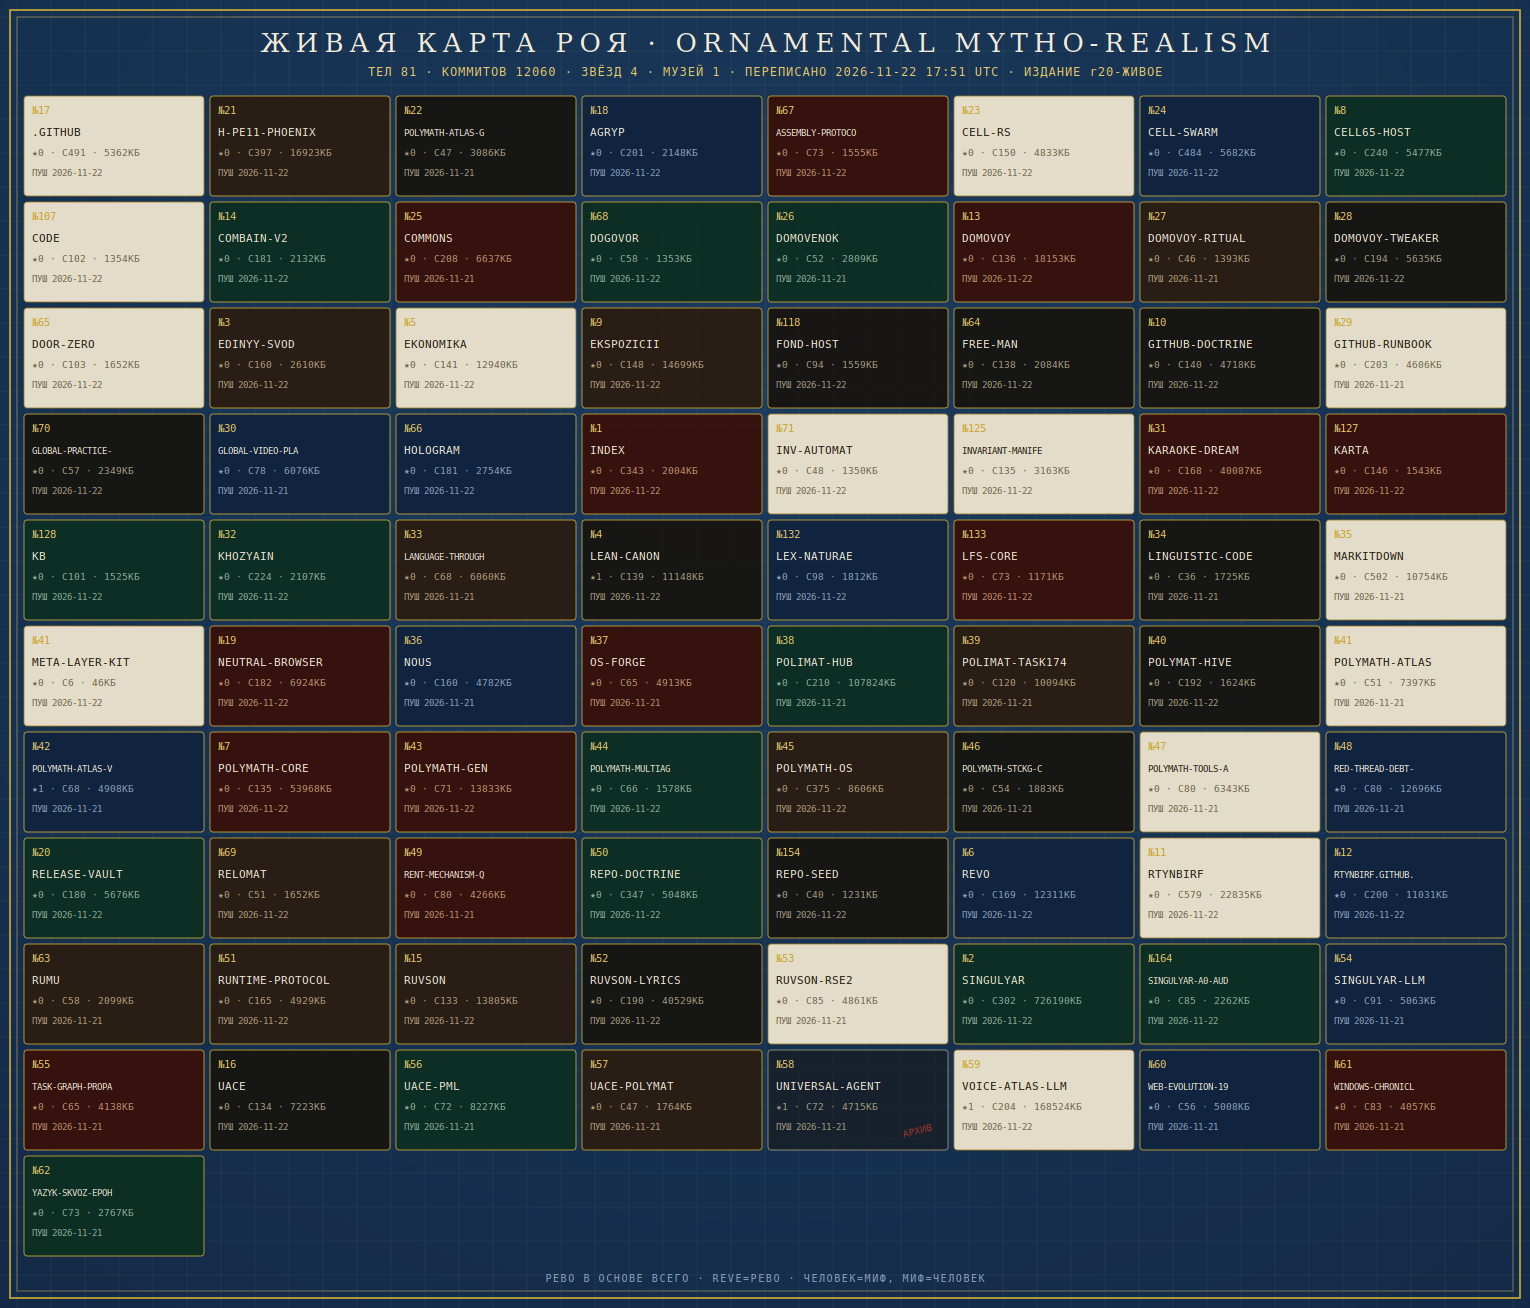 ЖИВАЯ КАРТА РОЯ · ORNAMENTAL MYTHO-REALISM
ТЕЛ 81 · КОММИТОВ 12060 · ЗВЁЗД 4 · МУЗЕЙ 1 · ПЕРЕПИСАНО 2026-11-22 17:51 UTC · ИЗДАНИЕ r20-ЖИВОЕ
№17
.GITHUB
★0 · C491 · 5362КБ
ПУШ 2026-11-22
№21
H-PE11-PHOENIX
★0 · C397 · 16923КБ
ПУШ 2026-11-22
№22
POLYMATH-ATLAS-G
★0 · C47 · 3086КБ
ПУШ 2026-11-21
№18
AGRYP
★0 · C201 · 2148КБ
ПУШ 2026-11-22
№67
ASSEMBLY-PROTOCO
★0 · C73 · 1555КБ
ПУШ 2026-11-22
№23
CELL-RS
★0 · C150 · 4833КБ
ПУШ 2026-11-22
№24
CELL-SWARM
★0 · C484 · 5682КБ
ПУШ 2026-11-22
№8
CELL65-HOST
★0 · C240 · 5477КБ
ПУШ 2026-11-22
№107
CODE
★0 · C102 · 1354КБ
ПУШ 2026-11-22
№14
COMBAIN-V2
★0 · C181 · 2132КБ
ПУШ 2026-11-22
№25
COMMONS
★0 · C208 · 6637КБ
ПУШ 2026-11-21
№68
DOGOVOR
★0 · C58 · 1353КБ
ПУШ 2026-11-22
№26
DOMOVENOK
★0 · C52 · 2809КБ
ПУШ 2026-11-21
№13
DOMOVOY
★0 · C136 · 18153КБ
ПУШ 2026-11-22
№27
DOMOVOY-RITUAL
★0 · C46 · 1393КБ
ПУШ 2026-11-21
№28
DOMOVOY-TWEAKER
★0 · C194 · 5635КБ
ПУШ 2026-11-22
№65
DOOR-ZERO
★0 · C103 · 1652КБ
ПУШ 2026-11-22
№3
EDINYY-SVOD
★0 · C160 · 2610КБ
ПУШ 2026-11-22
№5
EKONOMIKA
★0 · C141 · 12940КБ
ПУШ 2026-11-22
№9
EKSPOZICII
★0 · C148 · 14699КБ
ПУШ 2026-11-22
№118
FOND-HOST
★0 · C94 · 1559КБ
ПУШ 2026-11-22
№64
FREE-MAN
★0 · C138 · 2084КБ
ПУШ 2026-11-22
№10
GITHUB-DOCTRINE
★0 · C140 · 4718КБ
ПУШ 2026-11-22
№29
GITHUB-RUNBOOK
★0 · C203 · 4606КБ
ПУШ 2026-11-21
№70
GLOBAL-PRACTICE-
★0 · C57 · 2349КБ
ПУШ 2026-11-22
№30
GLOBAL-VIDEO-PLA
★0 · C78 · 6076КБ
ПУШ 2026-11-21
№66
HOLOGRAM
★0 · C181 · 2754КБ
ПУШ 2026-11-22
№1
INDEX
★0 · C343 · 2004КБ
ПУШ 2026-11-22
№71
INV-AUTOMAT
★0 · C48 · 1350КБ
ПУШ 2026-11-22
№125
INVARIANT-MANIFE
★0 · C135 · 3163КБ
ПУШ 2026-11-22
№31
KARAOKE-DREAM
★0 · C168 · 40087КБ
ПУШ 2026-11-22
№127
KARTA
★0 · C146 · 1543КБ
ПУШ 2026-11-22
№128
KB
★0 · C101 · 1525КБ
ПУШ 2026-11-22
№32
KHOZYAIN
★0 · C224 · 2107КБ
ПУШ 2026-11-22
№33
LANGUAGE-THROUGH
★0 · C68 · 6060КБ
ПУШ 2026-11-21
№4
LEAN-CANON
★1 · C139 · 11148КБ
ПУШ 2026-11-22
№132
LEX-NATURAE
★0 · C98 · 1812КБ
ПУШ 2026-11-22
№133
LFS-CORE
★0 · C73 · 1171КБ
ПУШ 2026-11-22
№34
LINGUISTIC-CODE
★0 · C36 · 1725КБ
ПУШ 2026-11-21
№35
MARKITDOWN
★0 · C502 · 10754КБ
ПУШ 2026-11-21
№41
META-LAYER-KIT
★0 · C6 · 46КБ
ПУШ 2026-11-22
№19
NEUTRAL-BROWSER
★0 · C182 · 6924КБ
ПУШ 2026-11-22
№36
NOUS
★0 · C160 · 4782КБ
ПУШ 2026-11-21
№37
OS-FORGE
★0 · C65 · 4913КБ
ПУШ 2026-11-21
№38
POLIMAT-HUB
★0 · C210 · 107824КБ
ПУШ 2026-11-21
№39
POLIMAT-TASK174
★0 · C120 · 10094КБ
ПУШ 2026-11-21
№40
POLYMAT-HIVE
★0 · C192 · 1624КБ
ПУШ 2026-11-22
№41
POLYMATH-ATLAS
★0 · C51 · 7397КБ
ПУШ 2026-11-21
№42
POLYMATH-ATLAS-V
★1 · C68 · 4908КБ
ПУШ 2026-11-21
№7
POLYMATH-CORE
★0 · C135 · 53968КБ
ПУШ 2026-11-22
№43
POLYMATH-GEN
★0 · C71 · 13833КБ
ПУШ 2026-11-21
№44
POLYMATH-MULTIAG
★0 · C66 · 1578КБ
ПУШ 2026-11-21
№45
POLYMATH-OS
★0 · C375 · 8606КБ
ПУШ 2026-11-22
№46
POLYMATH-STCKG-C
★0 · C54 · 1883КБ
ПУШ 2026-11-21
№47
POLYMATH-TOOLS-A
★0 · C80 · 6343КБ
ПУШ 2026-11-21
№48
RED-THREAD-DEBT-
★0 · C80 · 12696КБ
ПУШ 2026-11-21
№20
RELEASE-VAULT
★0 · C180 · 5676КБ
ПУШ 2026-11-22
№69
RELOMAT
★0 · C51 · 1652КБ
ПУШ 2026-11-22
№49
RENT-MECHANISM-Q
★0 · C80 · 4266КБ
ПУШ 2026-11-21
№50
REPO-DOCTRINE
★0 · C347 · 5048КБ
ПУШ 2026-11-22
№154
REPO-SEED
★0 · C40 · 1231КБ
ПУШ 2026-11-22
№6
REVO
★0 · C169 · 12311КБ
ПУШ 2026-11-22
№11
RTYNBIRF
★0 · C579 · 22835КБ
ПУШ 2026-11-22
№12
RTYNBIRF.GITHUB.
★0 · C200 · 11031КБ
ПУШ 2026-11-22
№63
RUMU
★0 · C58 · 2099КБ
ПУШ 2026-11-21
№51
RUNTIME-PROTOCOL
★0 · C165 · 4929КБ
ПУШ 2026-11-22
№15
RUVSON
★0 · C133 · 13805КБ
ПУШ 2026-11-22
№52
RUVSON-LYRICS
★0 · C190 · 40529КБ
ПУШ 2026-11-22
№53
RUVSON-RSE2
★0 · C85 · 4861КБ
ПУШ 2026-11-21
№2
SINGULYAR
★0 · C302 · 726190КБ
ПУШ 2026-11-22
№164
SINGULYAR-A0-AUD
★0 · C85 · 2262КБ
ПУШ 2026-11-22
№54
SINGULYAR-LLM
★0 · C91 · 5063КБ
ПУШ 2026-11-21
№55
TASK-GRAPH-PROPA
★0 · C65 · 4138КБ
ПУШ 2026-11-21
№16
UACE
★0 · C134 · 7223КБ
ПУШ 2026-11-22
№56
UACE-PML
★0 · C72 · 8227КБ
ПУШ 2026-11-21
№57
UACE-POLYMAT
★0 · C47 · 1764КБ
ПУШ 2026-11-21
№58
UNIVERSAL-AGENT
★1 · C72 · 4715КБ
ПУШ 2026-11-21
АРХИВ
№59
VOICE-ATLAS-LLM
★1 · C204 · 168524КБ
ПУШ 2026-11-22
№60
WEB-EVOLUTION-19
★0 · C56 · 5008КБ
ПУШ 2026-11-21
№61
WINDOWS-CHRONICL
★0 · C83 · 4057КБ
ПУШ 2026-11-21
№62
YAZYK-SKVOZ-EPOH
★0 · C73 · 2767КБ
ПУШ 2026-11-21
РЕВО В ОСНОВЕ ВСЕГО · REVE=РЕВО · ЧЕЛОВЕК=МИФ, МИФ=ЧЕЛОВЕК